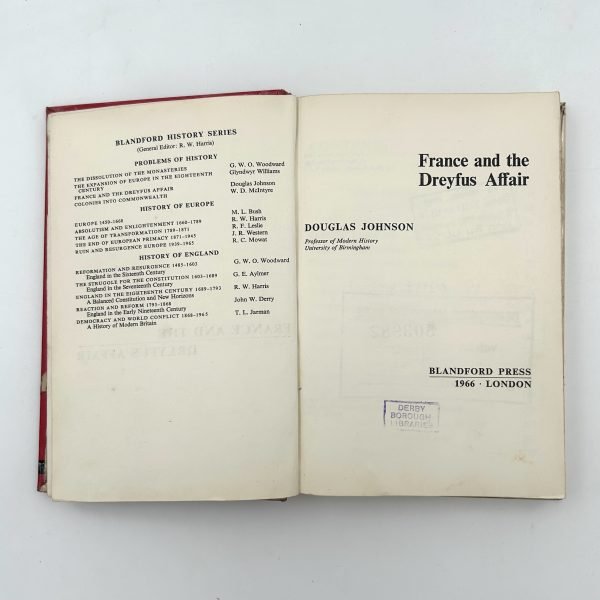 BLANDFORD HISTORY SERIES
(General Editor: R. W. Harris)
PROBLEMS OF HISTORY
THE DISSOLUTION OF THE MONASTERIES G. W. O. Woodward
THE EXPANSION OF EUROPE IN THE EIGHTEENTH
CENTURY Glyndwyr Williams
FRANCE AND THE DREYFUS AFFAIR Douglas Johnson
COLONIES INTO COMMONWEALTH W. D. McIntyre
HISTORY OF EUROPE
EUROPE 1450–1660 M. L. Bush
ABSOLUTISM AND ENLIGHTENMENT 1660–1789 R. W. Harris
THE AGE OF TRANSFORMATION 1789–1871 R. F. Leslie
THE END OF EUROPEAN PRIMACY 1871–1945 J. R. Western
RUIN AND RESURGENCE EUROPE 1939–1965 R. C. Mowat
HISTORY OF ENGLAND
REFORMATION AND RESURGENCE 1485–1603 G. W. O. Woodward
England in the Sixteenth Century
THE STRUGGLE FOR THE CONSTITUTION 1603–1689 G. E. Aylmer
England in the Seventeenth Century
ENGLAND IN THE EIGHTEENTH CENTURY 1689–1793 R. W. Harris
A Balanced Constitution and New Horizons
REACTION AND REFORM 1793–1868 John W. Derry
England in the Early Nineteenth Century
DEMOCRACY AND WORLD CONFLICT 1868–1965 T. L. Jarman
A History of Modern Britain
France and the
Dreyfus Affair
DOUGLAS JOHNSON
Professor of Modern History
University of Birmingham
BLANDFORD PRESS
1966 · LONDON
DERBY
BOROUGH
LIBRARIES